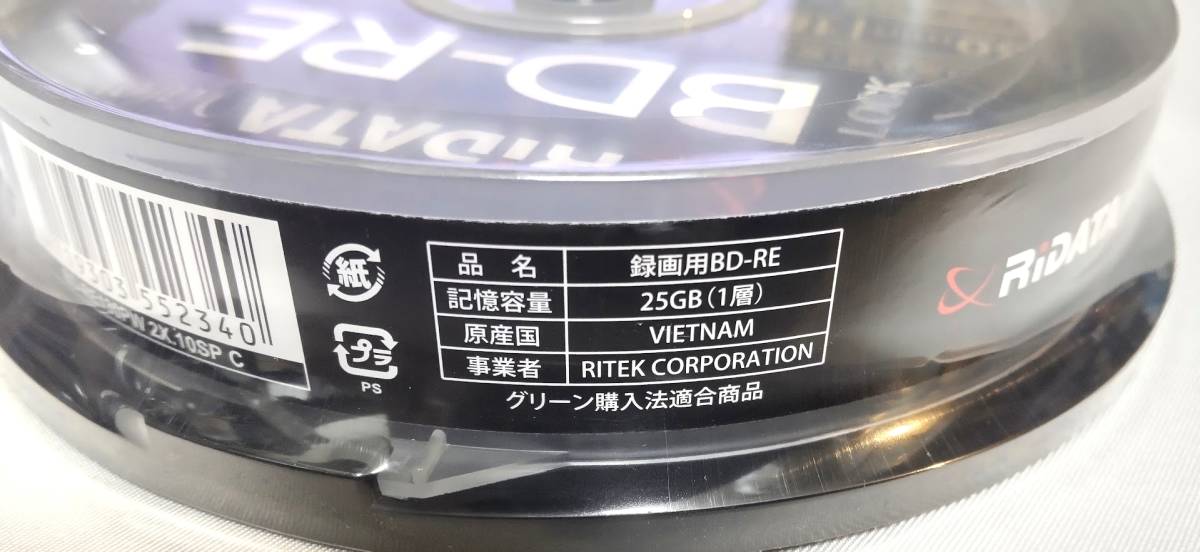 BD-RE
RiDATA
紙
プラ
PS
9303 552340
2X.10SP C
品 名 録画用BD-RE
記憶容量 25GB(1層)
原産国 VIETNAM
事業者 RITEK CORPORATION
グリーン購入法適合商品
RiDATA